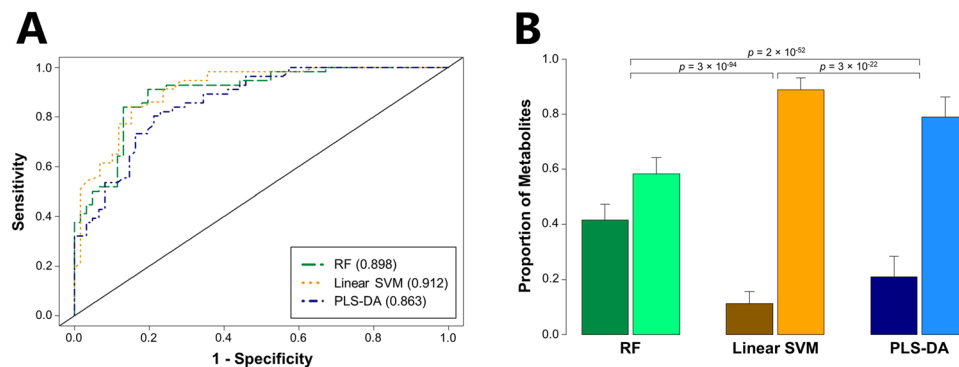 A
1.0
0.8
0.6
0.4
0.2
0.0
Sensitivity
RF (0.898)
Linear SVM (0.912)
PLS-DA (0.863)
0.0 0.2 0.4 0.6 0.8 1.0
1 - Specificity
B
p = 2 × 10⁻⁵²
p = 3 × 10⁻⁹⁴ p = 3 × 10⁻²²
1.0
0.8
0.6
0.4
0.2
0.0
Proportion of Metabolites
RF Linear SVM PLS-DA